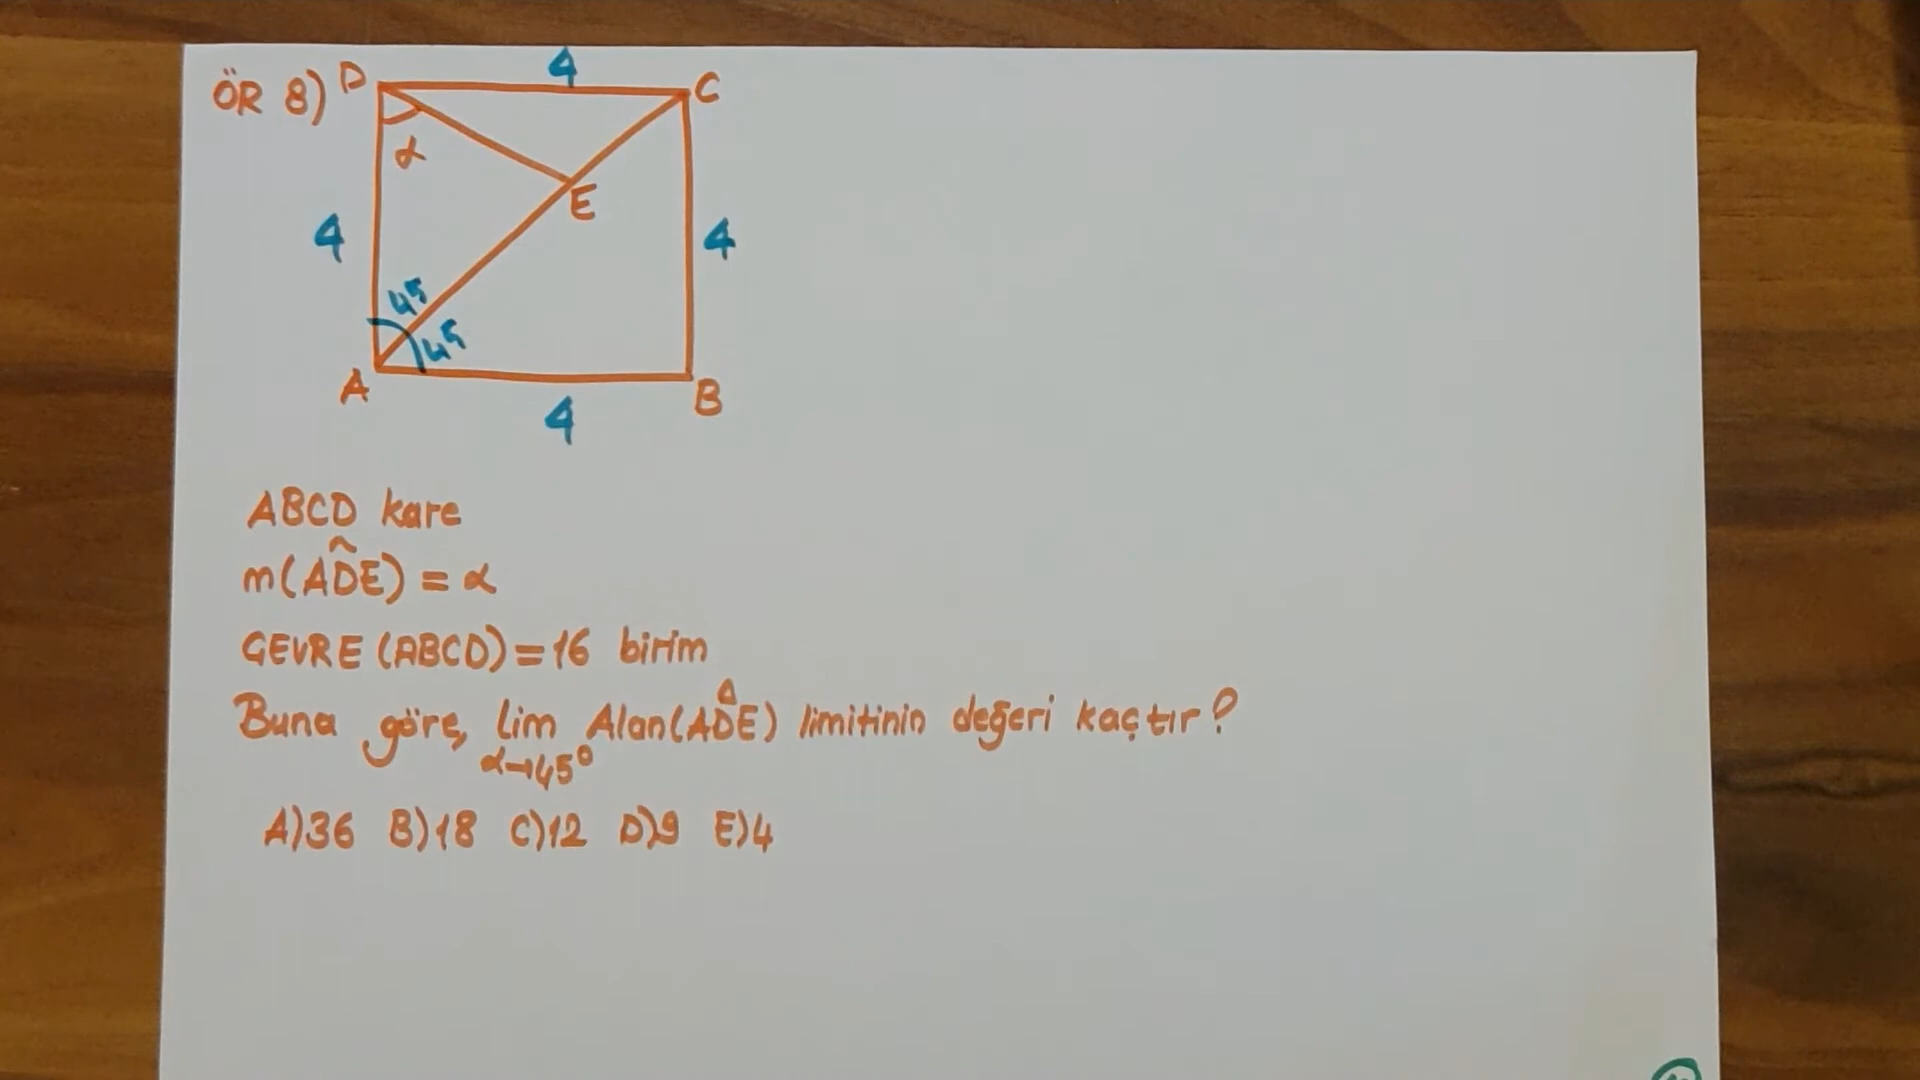 ÖR 8)
D
4
C
α
E
4
4
45
45
A
B
4
ABCD kare
m(ADE) = α
ÇEVRE (ABCD) = 16 birim
Buna göre, lim Alan(ADE) limitinin değeri kaçtır?
α→45°
A)36 B)18 C)12 D)9 E)4